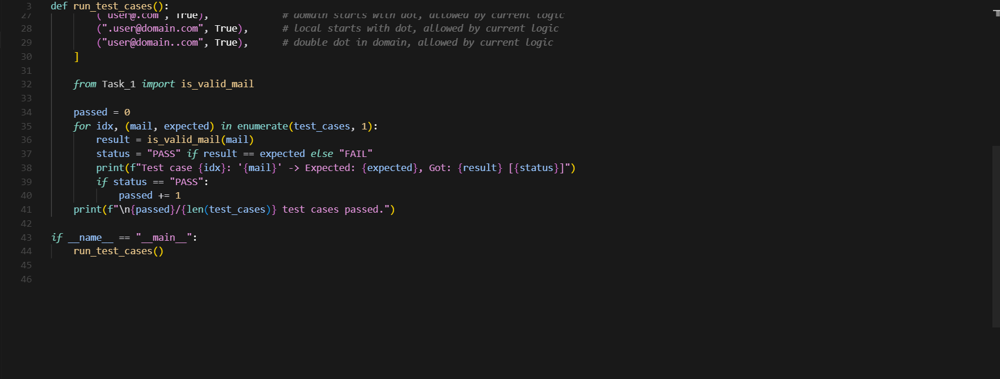 3 def run_test_cases():
27 ("user@.com", True), # domain starts with dot, allowed by current logic
28 (".user@domain.com", True), # local starts with dot, allowed by current logic
29 ("user@domain..com", True), # double dot in domain, allowed by current logic
30 ]
31
32 from Task_1 import is_valid_mail
33
34 passed = 0
35 for idx, (mail, expected) in enumerate(test_cases, 1):
36 result = is_valid_mail(mail)
37 status = "PASS" if result == expected else "FAIL"
38 print(f"Test case {idx}: '{mail}' -> Expected: {expected}, Got: {result} [{status}]")
39 if status == "PASS":
40 passed += 1
41 print(f"\n{passed}/{len(test_cases)} test cases passed.")
42
43 if __name__ == "__main__":
44 run_test_cases()
45
46